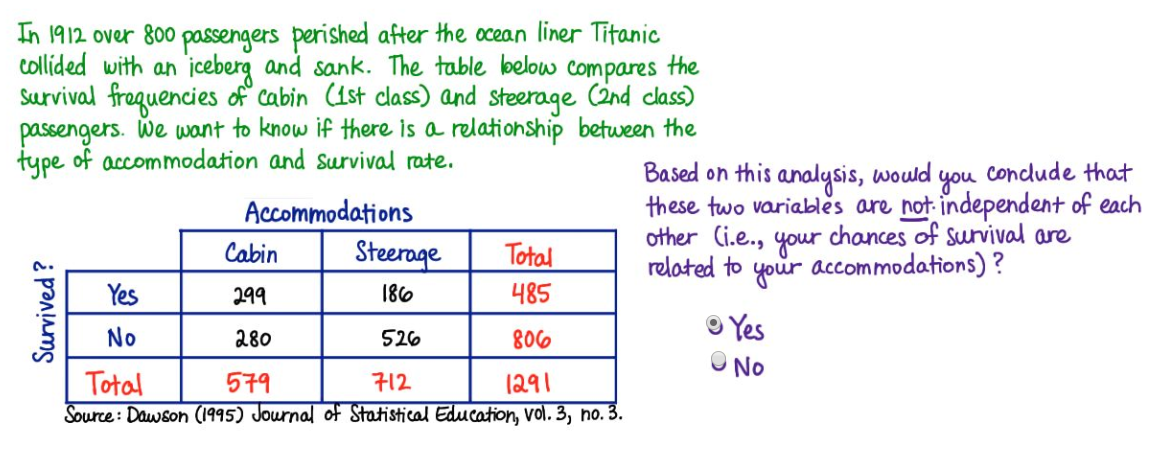 In 1912 over 800 passengers perished after the ocean liner Titanic
collided with an iceberg and sank. The table below compares the
survival frequencies of cabin (1st class) and steerage (2nd class)
passengers. We want to know if there is a relationship between the
type of accommodation and survival rate.
Based on this analysis, would you conclude that
these two variables are not independent of each
other (i.e., your chances of survival are
related to your accommodations)?
Yes
No
Accommodations
Survived?
Cabin Steerage Total
Yes 299 186 485
No 280 526 806
Total 579 712 1291
Source: Dawson (1995) Journal of Statistical Education, vol. 3, no. 3.